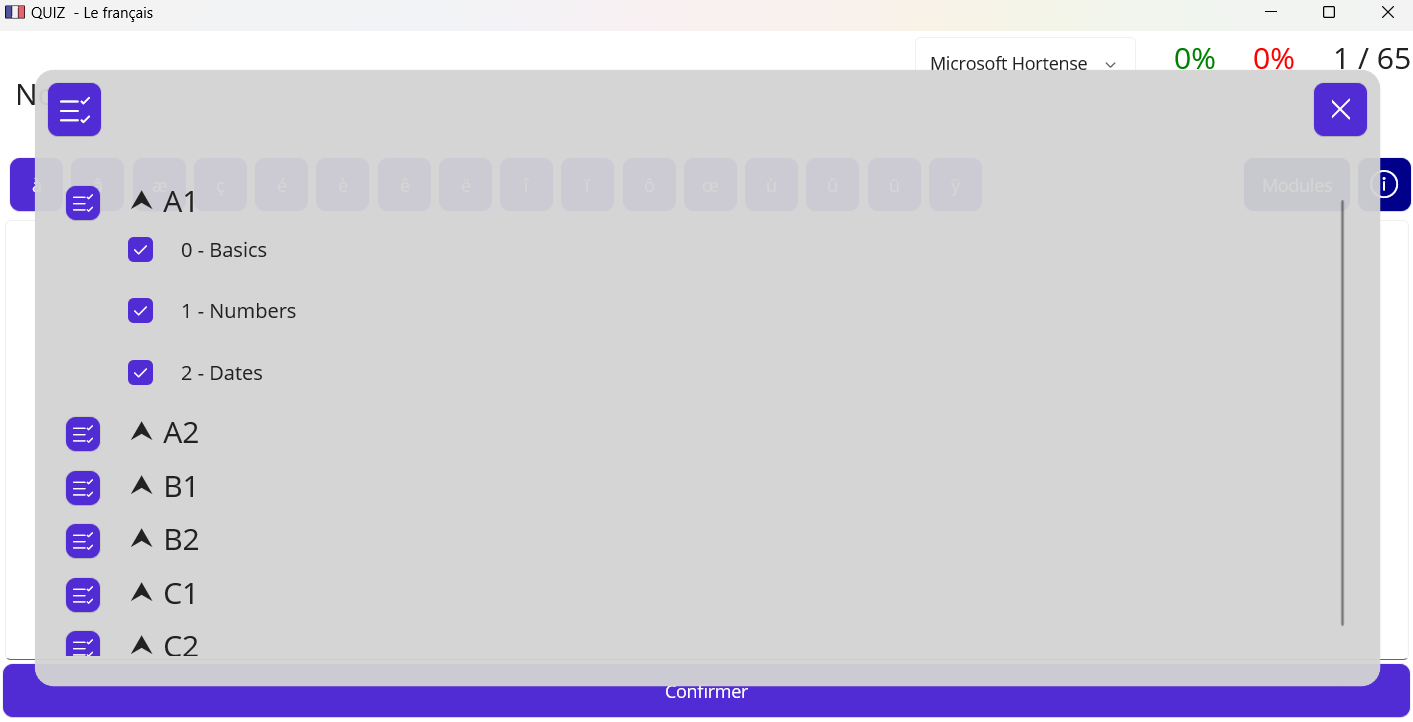 QUIZ - Le français
Microsoft Hortense
0% 0% 1 / 65
æ ç é è ê ë î ï ô œ ù û ü ÿ
Modules
A1
0 - Basics
1 - Numbers
2 - Dates
A2
B1
B2
C1
C2
Confirmer